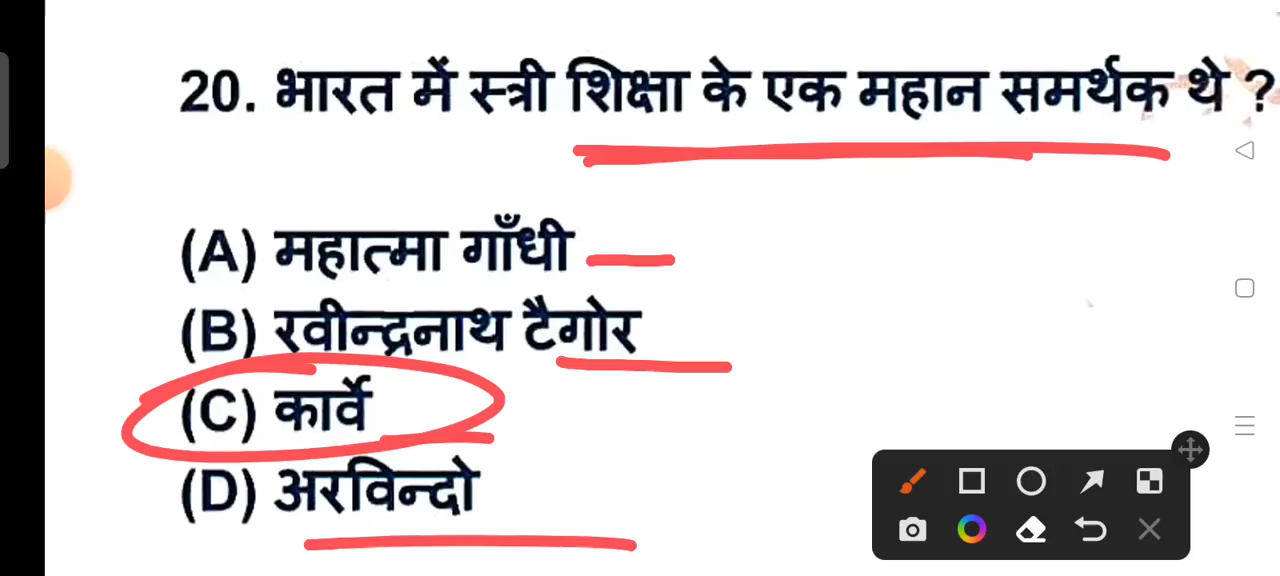 20. भारत में स्त्री शिक्षा के एक महान समर्थक थे ?
(A) महात्मा गाँधी
(B) रवीन्द्रनाथ टैगोर
(C) कार्वे
(D) अरविन्दो